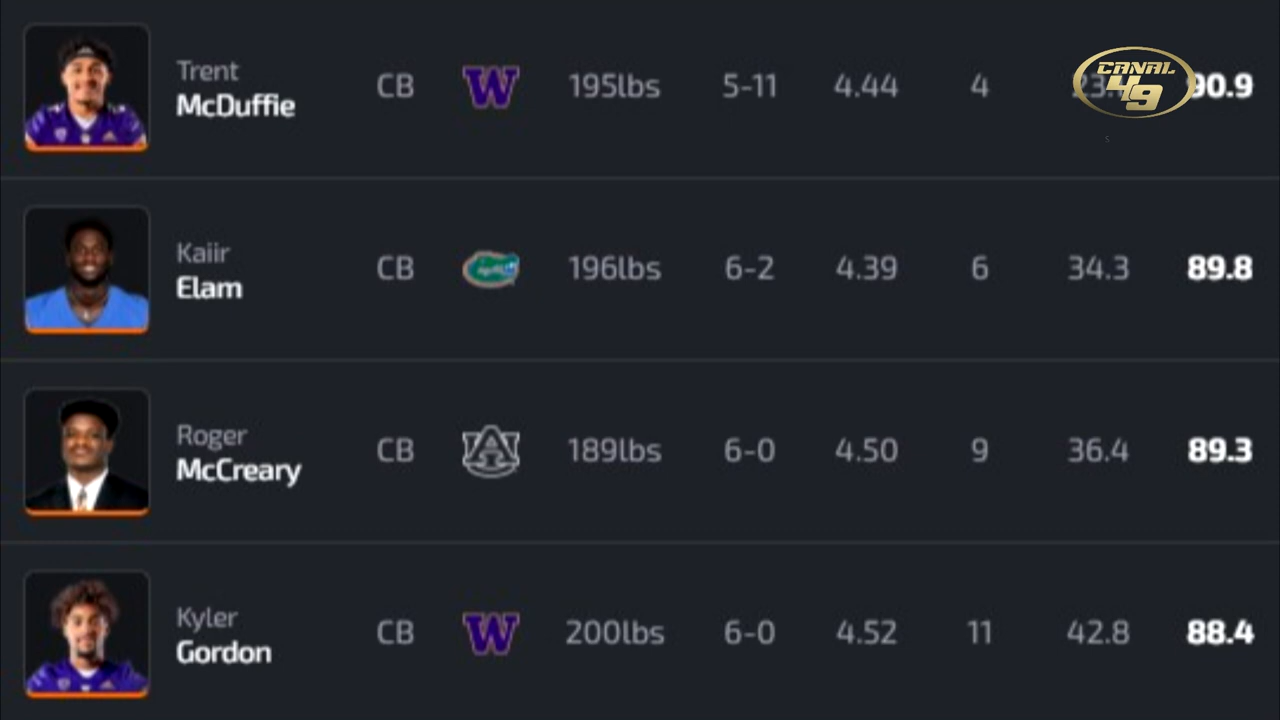 Trent
McDuffie
CB
W
195lbs
5-11
4.44
4
CANAL
49
90.9
Kaiir
Elam
CB
196lbs
6-2
4.39
6
34.3
89.8
Roger
McCreary
CB
AU
189lbs
6-0
4.50
9
36.4
89.3
Kyler
Gordon
CB
W
200lbs
6-0
4.52
11
42.8
88.4